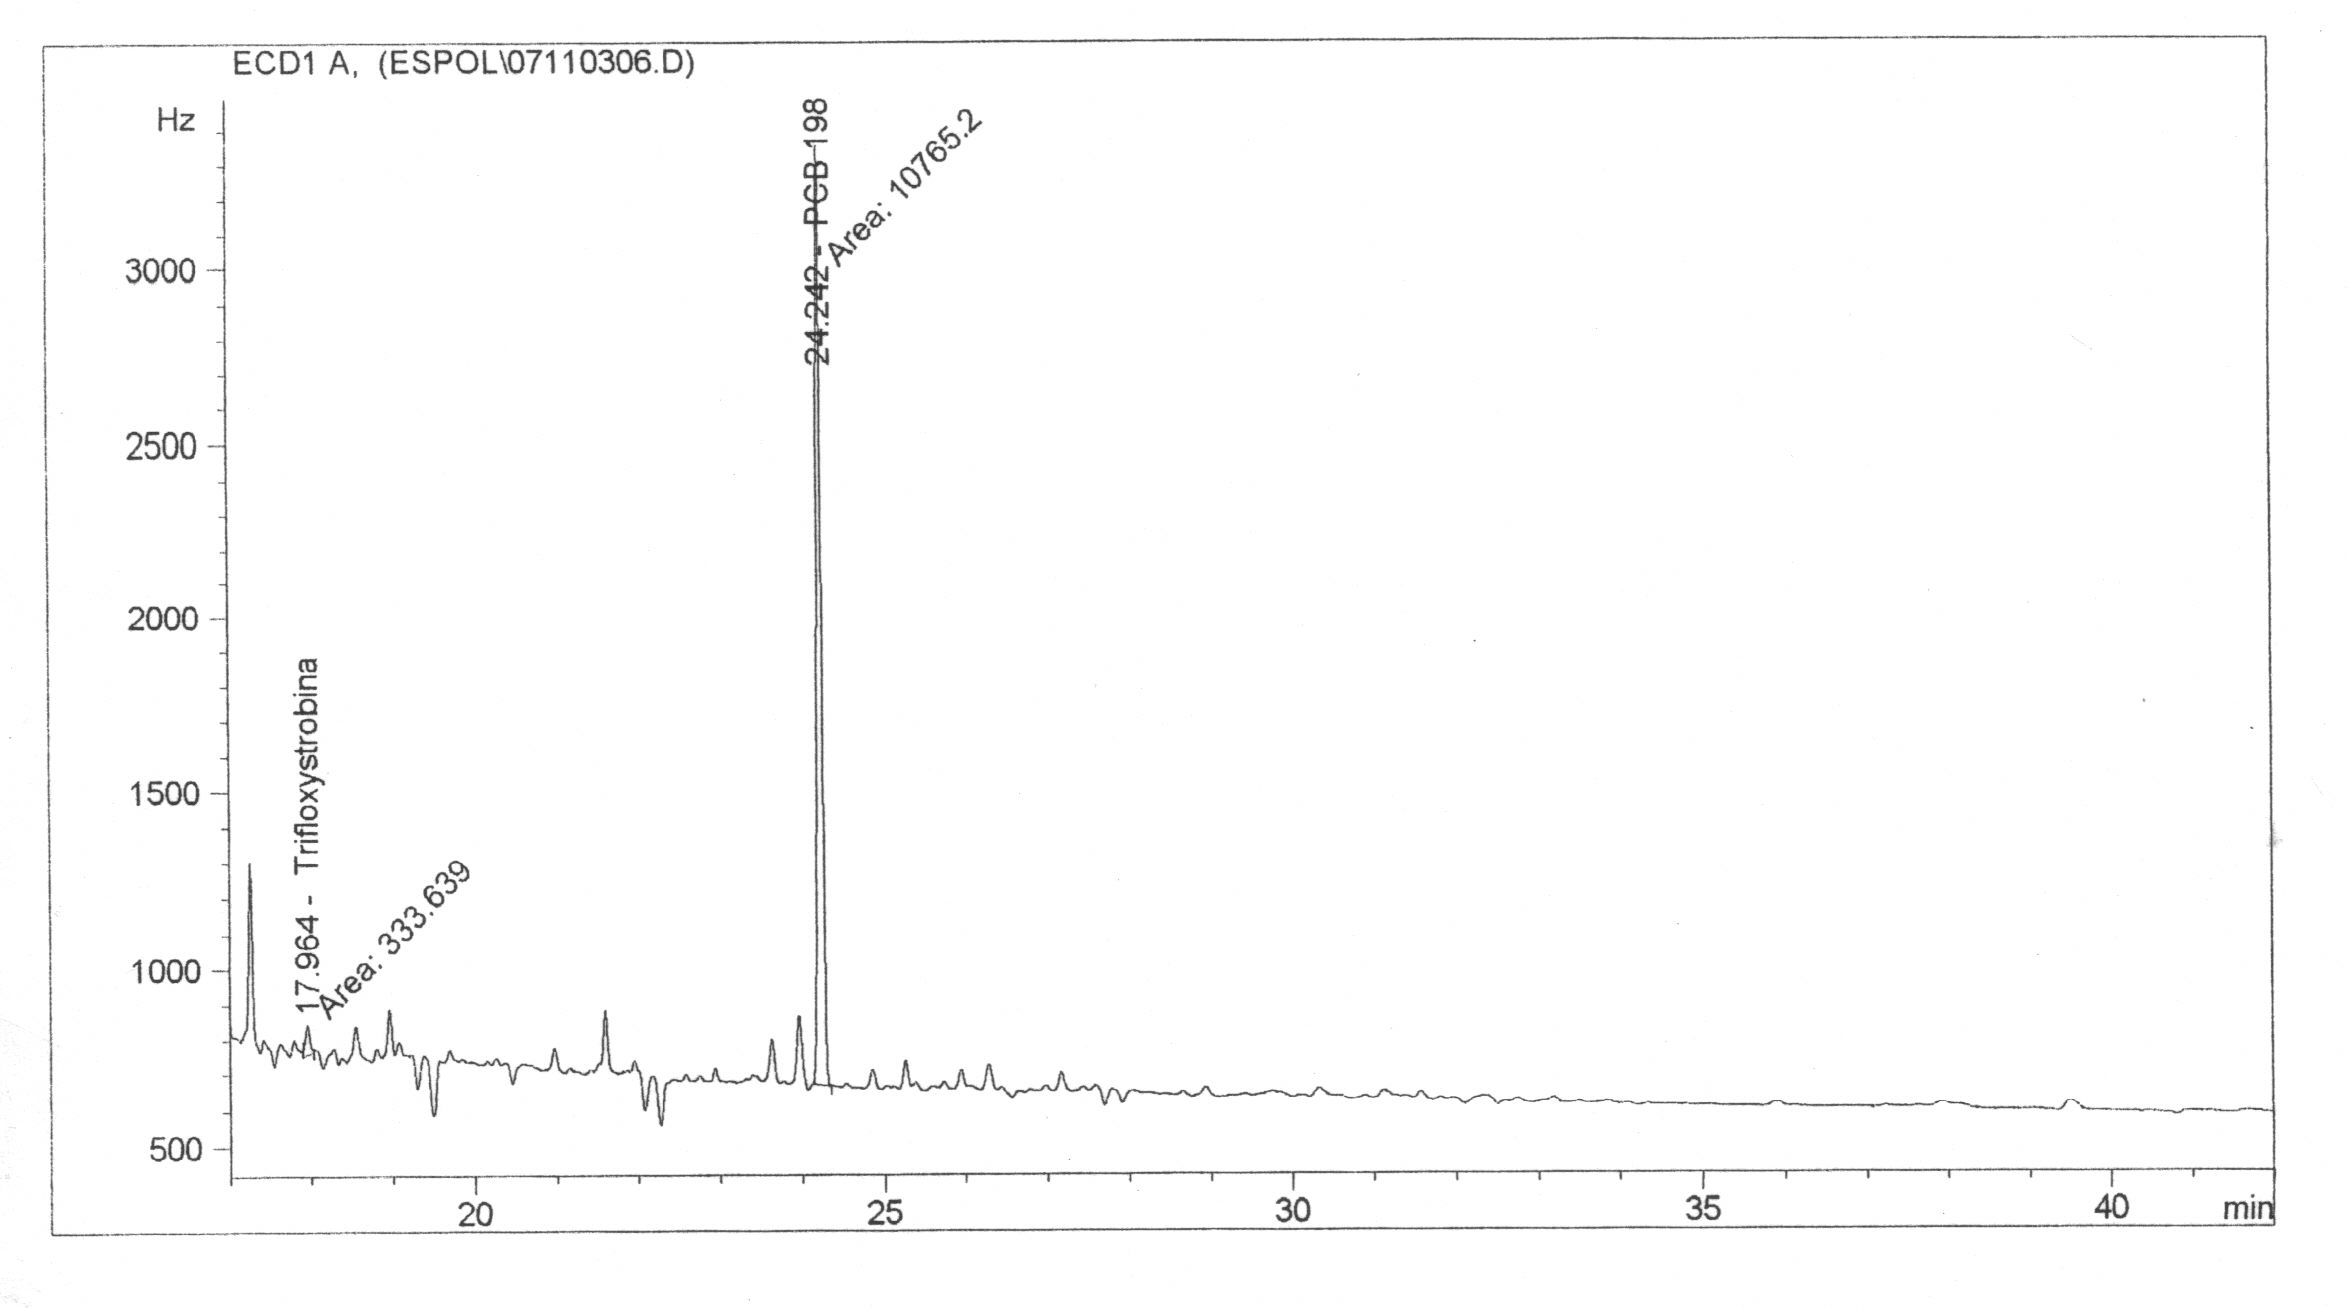 ECD1 A, (ESPOL\07110306.D)
Hz
3000
2500
2000
1500
1000
500
17.964 - Trifloxystrobina
Area: 333.639
24.242 - PCB 198
Area: 10765.2
20
25
30
35
40
min